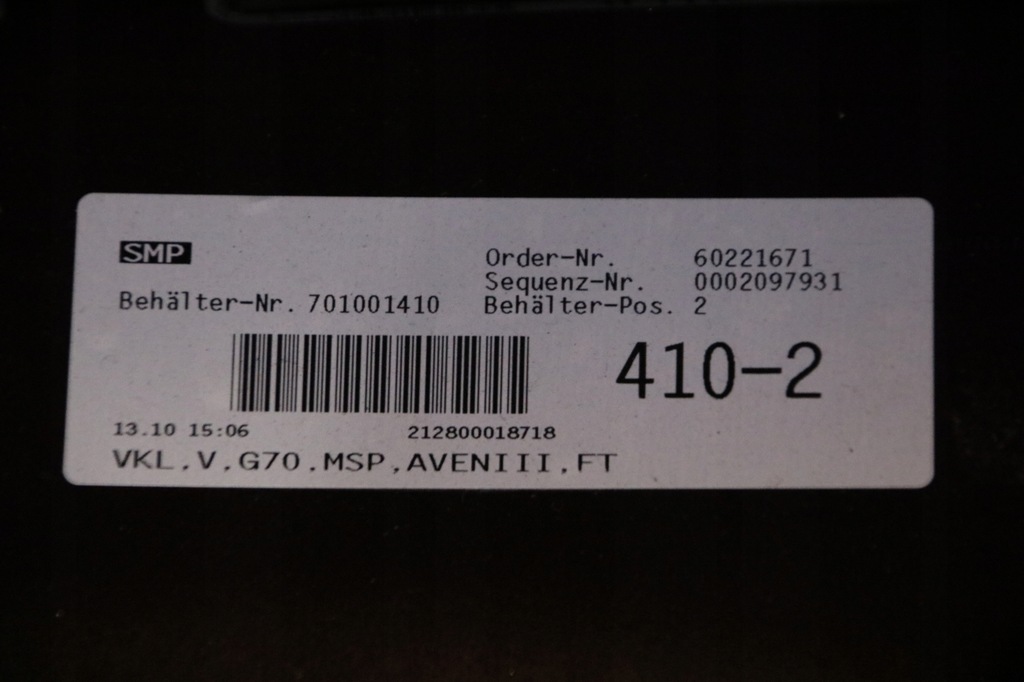 SMP
Order-Nr. 60221671
Sequenz-Nr. 0002097931
Behälter-Nr. 701001410 Behälter-Pos. 2
410-2
13.10 15:06 212800018718
VKL,V,G70,MSP,AVENIII,FT